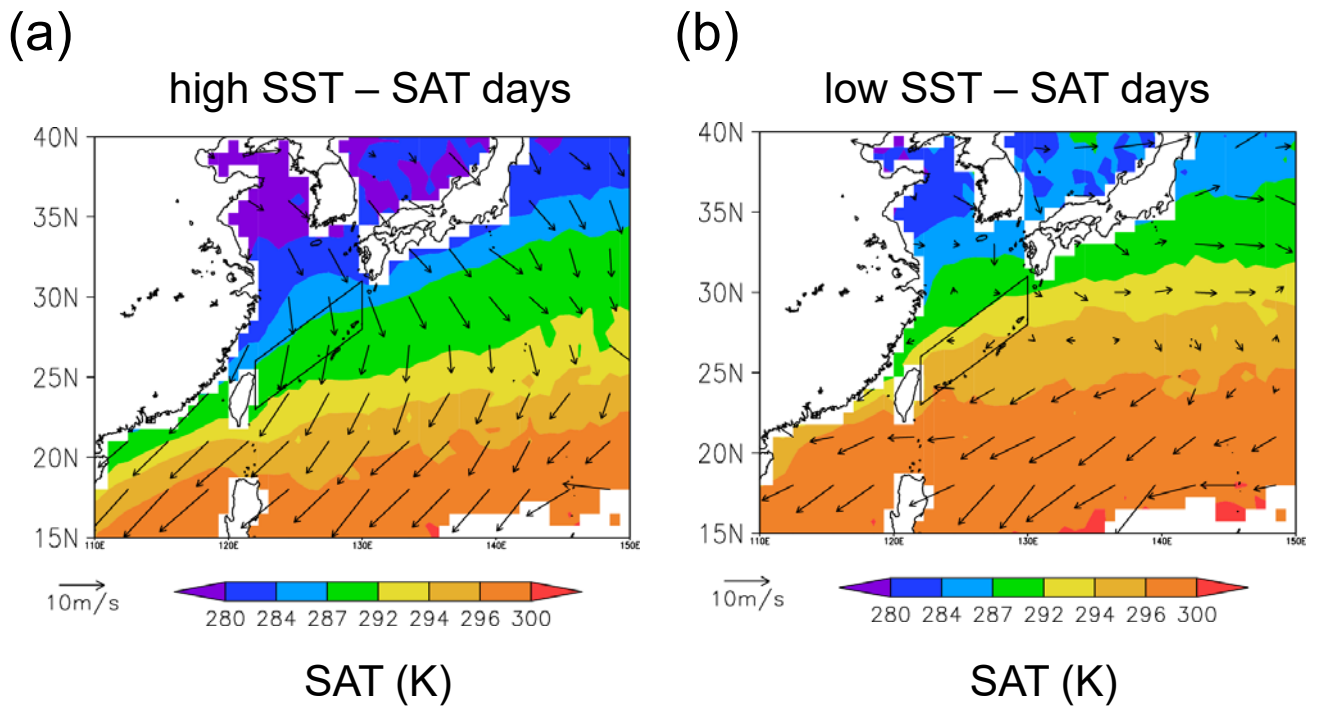 (a)
high SST – SAT days
40N
35N
30N
25N
20N
15N
110E 120E 130E 140E 150E
10m/s
280 284 287 292 294 296 300
SAT (K)
(b)
low SST – SAT days
40N
35N
30N
25N
20N
15N
110E 120E 130E 140E 150E
10m/s
280 284 287 292 294 296 300
SAT (K)